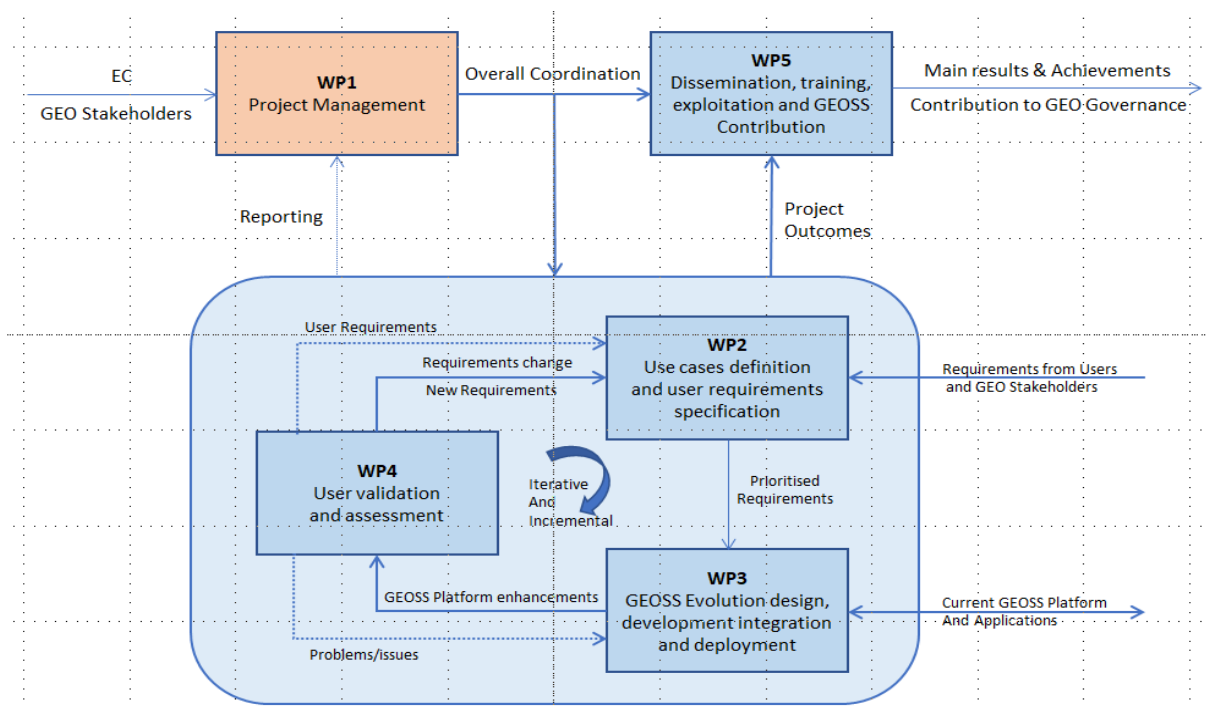 EC
GEO Stakeholders
WP1
Project Management
Overall Coordination
WP5
Dissemination, training,
exploitation and GEOSS
Contribution
Main results & Achievements
Contribution to GEO Governance
Reporting
Project
Outcomes
User Requirements
Requirements change
New Requirements
WP2
Use cases definition
and user requirements
specification
Requirements from Users
and GEO Stakeholders
WP4
User validation
and assessment
Iterative
And
Incremental
Prioritised
Requirements
GEOSS Platform enhancements
WP3
GEOSS Evolution design,
development integration
and deployment
Current GEOSS Platform
And Applications
Problems/issues